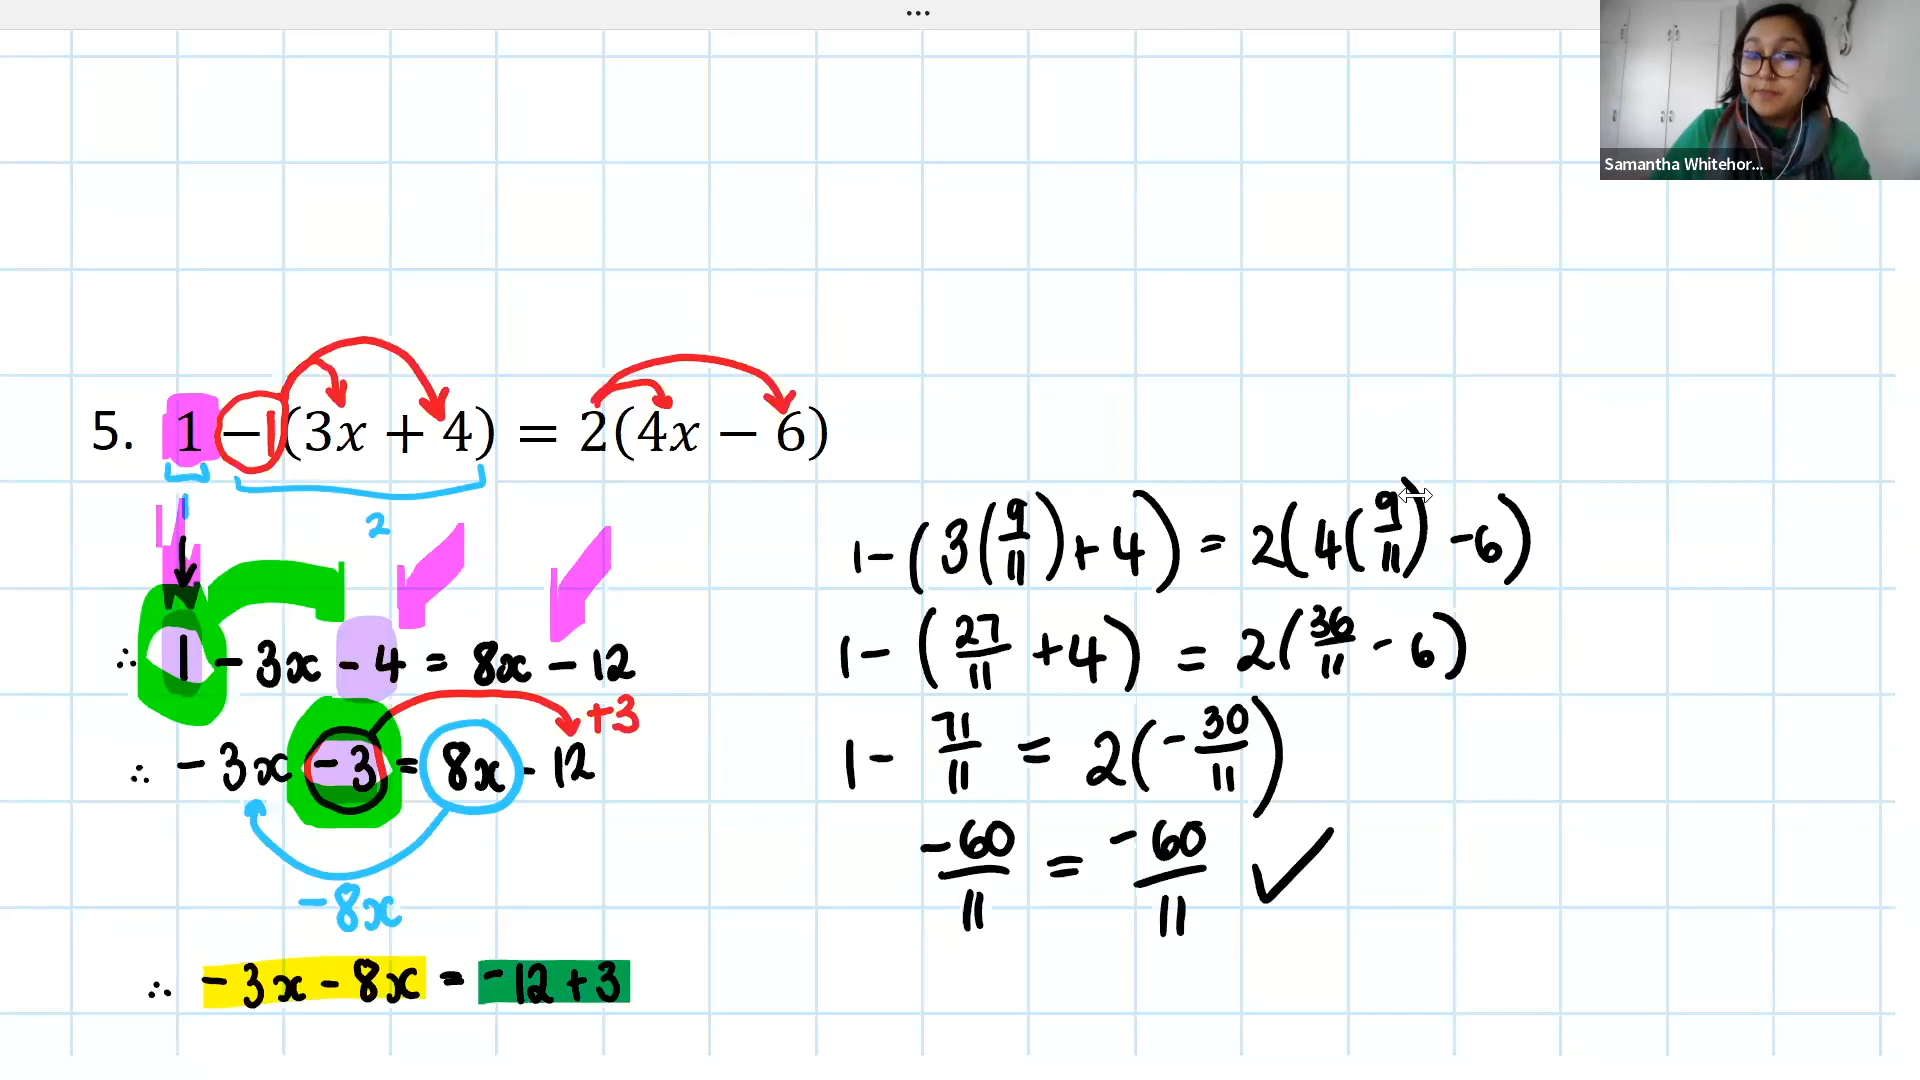 ...
Samantha Whitehor...
5. 1 −1(3x + 4) = 2(4x − 6)
1
2
∴ 1 - 3x - 4 = 8x - 12
+3
∴ - 3x - 3 = 8x - 12
- 8x
∴ - 3x - 8x = -12 + 3
1 - (3(9/11) + 4) = 2(4(9/11) - 6)
1 - (27/11 + 4) = 2(36/11 - 6)
1 - 71/11 = 2(- 30/11)
-60/11 = -60/11 ✓